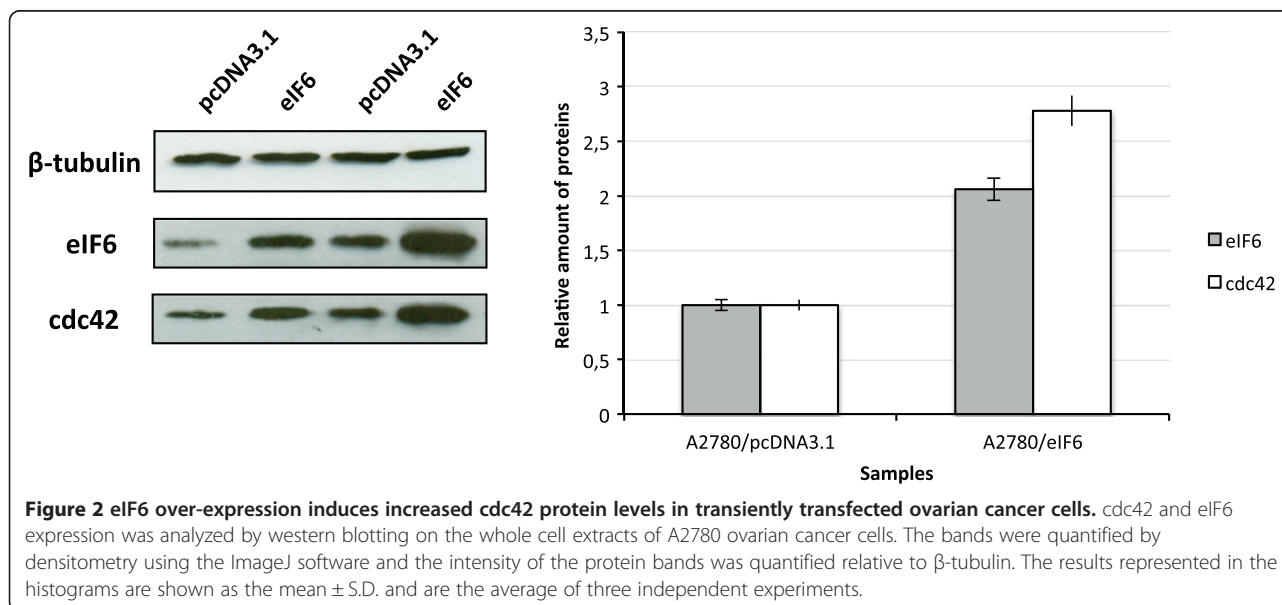 pcDNA3.1
eIF6
pcDNA3.1
eIF6
β-tubulin
eIF6
cdc42
Relative amount of proteins
3,5
3
2,5
2
1,5
1
0,5
0
A2780/pcDNA3.1
A2780/eIF6
Samples
eIF6
cdc42
Figure 2 eIF6 over-expression induces increased cdc42 protein levels in transiently transfected ovarian cancer cells. cdc42 and eIF6
expression was analyzed by western blotting on the whole cell extracts of A2780 ovarian cancer cells. The bands were quantified by
densitometry using the ImageJ software and the intensity of the protein bands was quantified relative to β-tubulin. The results represented in the
histograms are shown as the mean ± S.D. and are the average of three independent experiments.